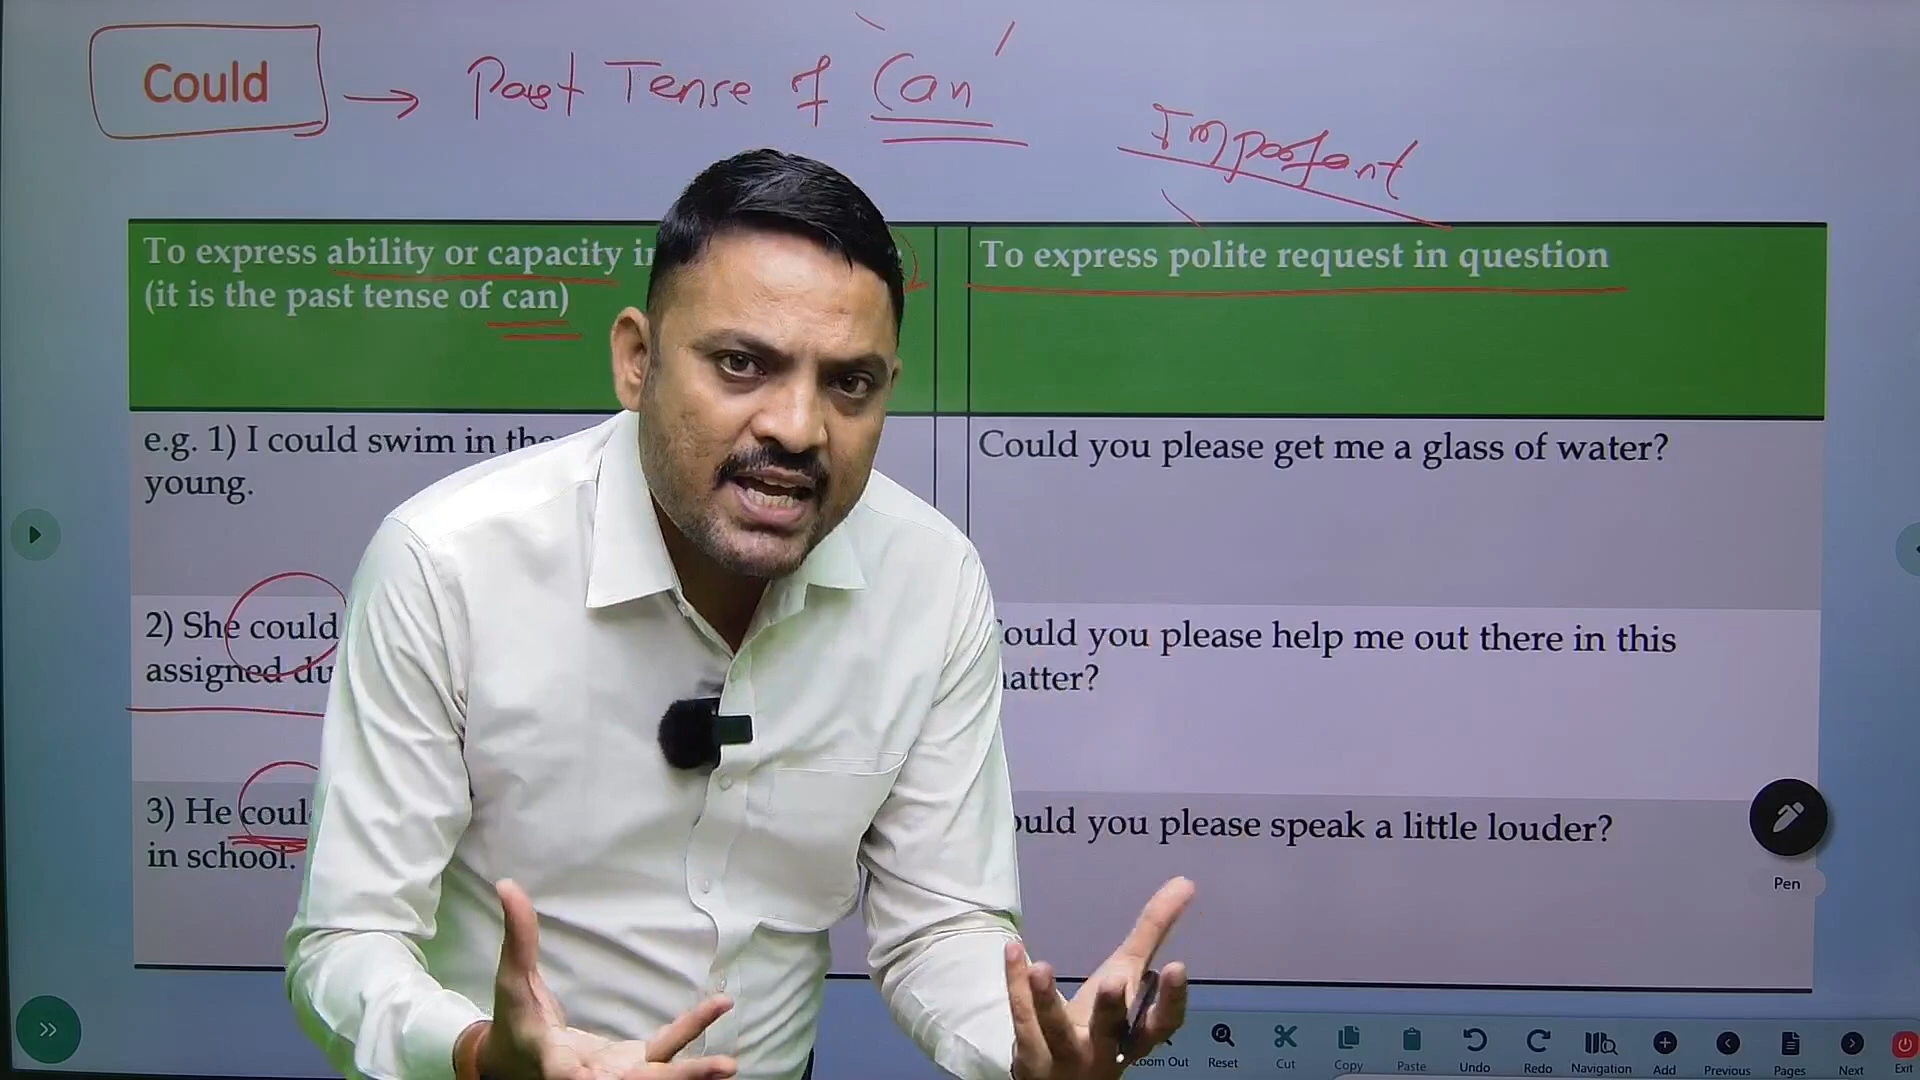 Could → Past Tense of 'Can'
Important
To express ability or capacity
(it is the past tense of can)
To express polite request in question
e.g. 1) I could swim in the
young.
Could you please get me a glass of water?
2) She could
assigned
ould you please help me out there in this
atter?
3) He
in school.
ould you please speak a little louder?
Pen
Zoom Out
Reset
Cut
Copy
Paste
Undo
Redo
Navigation
Add
Previous
Pages
Next
Exit